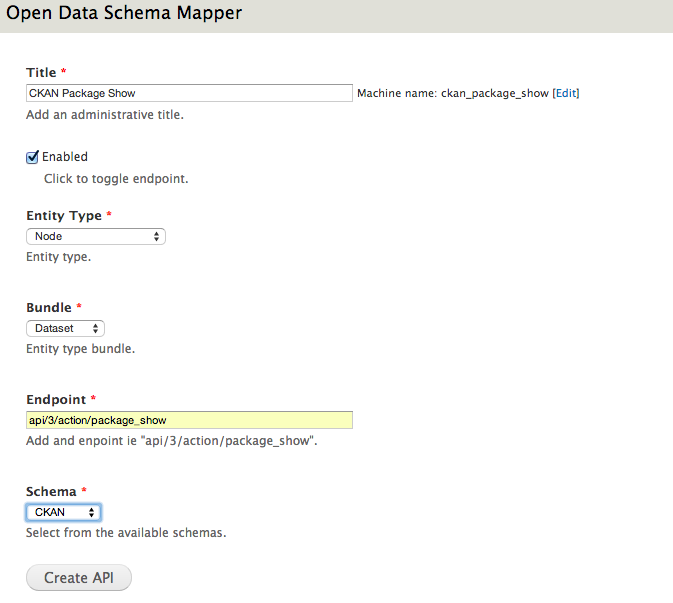 Open Data Schema Mapper
Title *
CKAN Package Show Machine name: ckan_package_show [Edit]
Add an administrative title.
Enabled
Click to toggle endpoint.
Entity Type *
Node
Entity type.
Bundle *
Dataset
Entity type bundle.
Endpoint *
api/3/action/package_show
Add and enpoint ie "api/3/action/package_show".
Schema *
CKAN
Select from the available schemas.
Create API